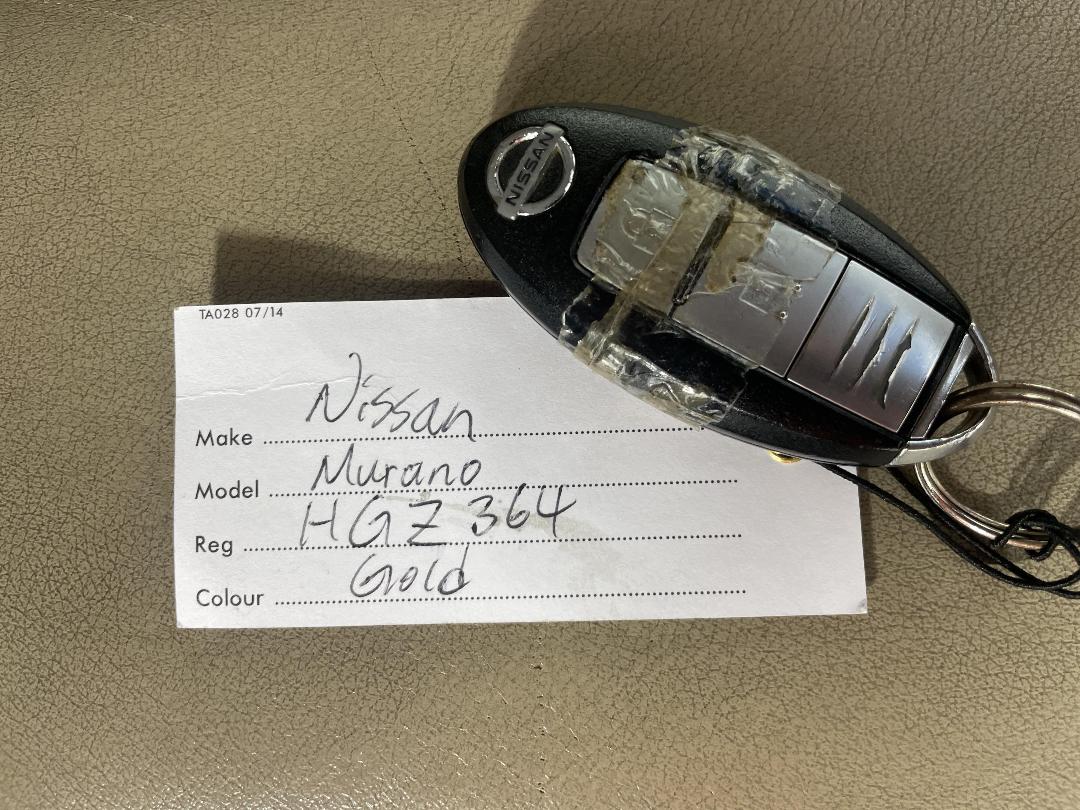 NISSAN
TA028 07/14
Make Nissan
Model Murano
Reg HGZ 364
Colour Gold